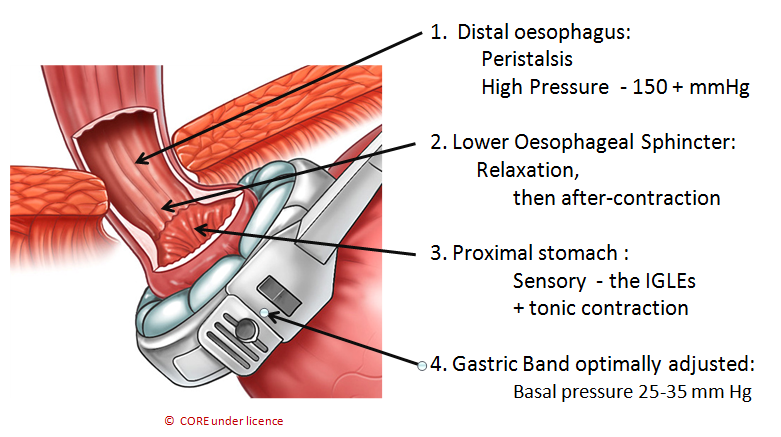 1. Distal oesophagus:
Peristalsis
High Pressure - 150 + mmHg
2. Lower Oesophageal Sphincter:
Relaxation,
then after-contraction
3. Proximal stomach :
Sensory - the IGLEs
+ tonic contraction
4. Gastric Band optimally adjusted:
Basal pressure 25-35 mm Hg
© CORE under licence